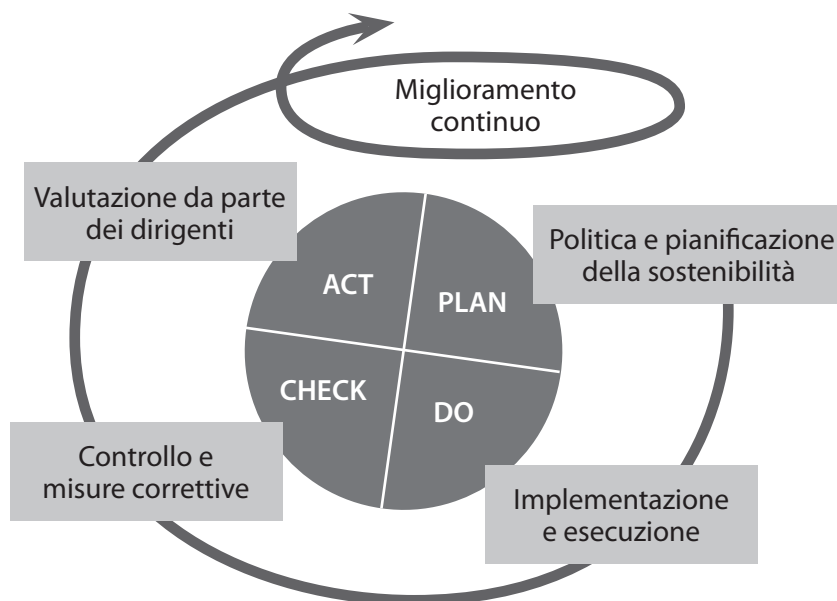 Miglioramento
continuo
Valutazione da parte
dei dirigenti
Politica e pianificazione
della sostenibilità
ACT
PLAN
CHECK
DO
Controllo e
misure correttive
Implementazione
e esecuzione